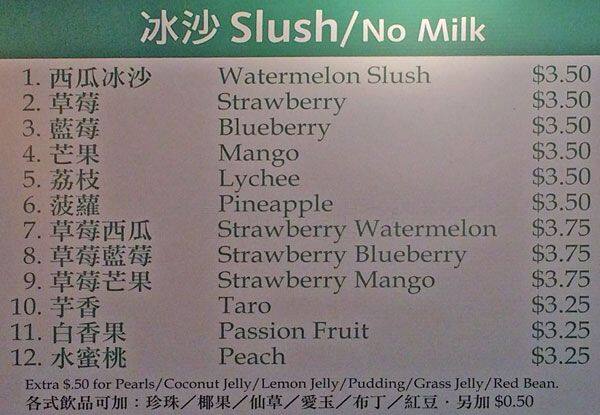 冰沙 Slush/No Milk
1. 西瓜冰沙 Watermelon Slush $3.50
2. 草莓 Strawberry $3.50
3. 藍莓 Blueberry $3.50
4. 芒果 Mango $3.50
5. 荔枝 Lychee $3.50
6. 菠蘿 Pineapple $3.50
7. 草莓西瓜 Strawberry Watermelon $3.75
8. 草莓藍莓 Strawberry Blueberry $3.75
9. 草莓芒果 Strawberry Mango $3.75
10. 芋香 Taro $3.25
11. 白香果 Passion Fruit $3.25
12. 水蜜桃 Peach $3.25
Extra $.50 for Pearls/Coconut Jelly/Lemon Jelly/Pudding/Grass Jelly/Red Bean.
各式飲品可加：珍珠／椰果／仙草／愛玉／布丁／紅豆．另加 $0.50